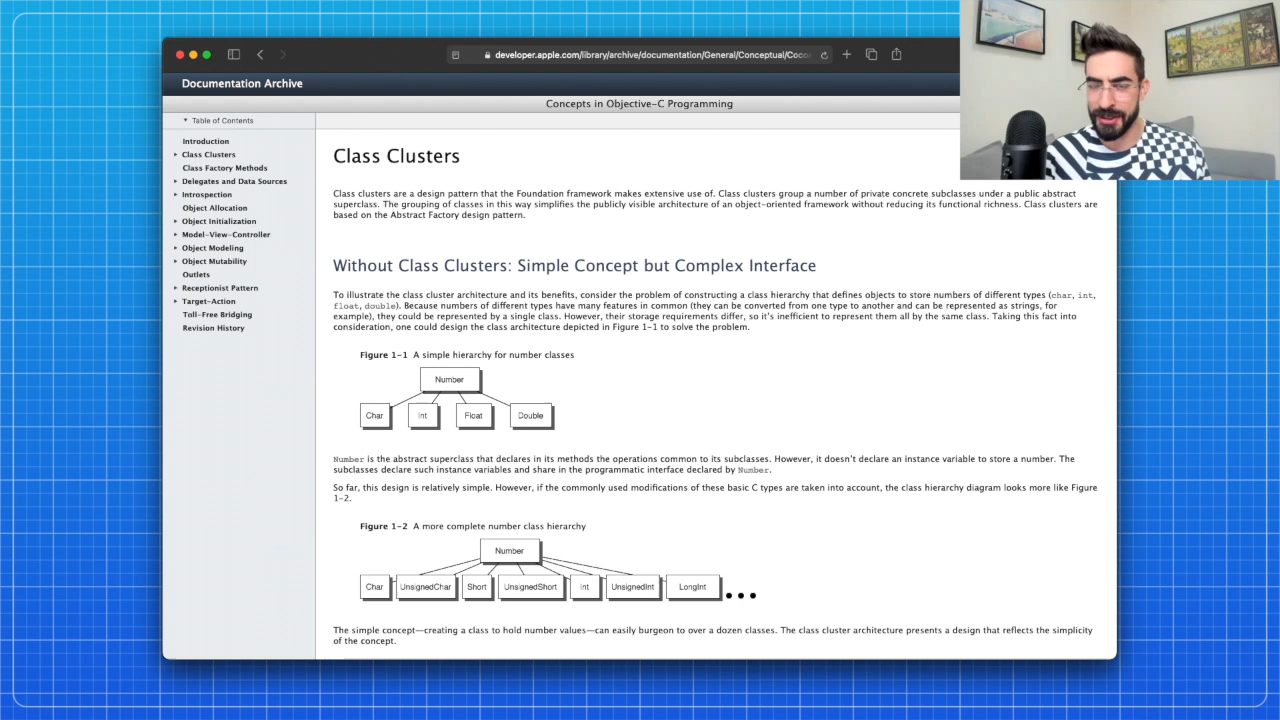 developer.apple.com/library/archive/documentation/General/Conceptual/Coco
Documentation Archive
Concepts in Objective-C Programming
Table of Contents
Introduction
Class Clusters
Class Factory Methods
Delegates and Data Sources
Introspection
Object Allocation
Object Initialization
Model-View-Controller
Object Modeling
Object Mutability
Outlets
Receptionist Pattern
Target-Action
Toll-Free Bridging
Revision History
Class Clusters
Class clusters are a design pattern that the Foundation framework makes extensive use of. Class clusters group a number of private concrete subclasses under a public abstract
superclass. The grouping of classes in this way simplifies the publicly visible architecture of an object-oriented framework without reducing its functional richness. Class clusters are
based on the Abstract Factory design pattern.
Without Class Clusters: Simple Concept but Complex Interface
To illustrate the class cluster architecture and its benefits, consider the problem of constructing a class hierarchy that defines objects to store numbers of different types (char, int,
float, double). Because numbers of different types have many features in common (they can be converted from one type to another and can be represented as strings, for
example), they could be represented by a single class. However, their storage requirements differ, so it's inefficient to represent them all by the same class. Taking this fact into
consideration, one could design the class architecture depicted in Figure 1-1 to solve the problem.
Figure 1-1 A simple hierarchy for number classes
Number
Char Int Float Double
Number is the abstract superclass that declares in its methods the operations common to its subclasses. However, it doesn't declare an instance variable to store a number. The
subclasses declare such instance variables and share in the programmatic interface declared by Number.
So far, this design is relatively simple. However, if the commonly used modifications of these basic C types are taken into account, the class hierarchy diagram looks more like Figure
1-2.
Figure 1-2 A more complete number class hierarchy
Number
Char UnsignedChar Short UnsignedShort Int UnsignedInt LongInt
The simple concept—creating a class to hold number values—can easily burgeon to over a dozen classes. The class cluster architecture presents a design that reflects the simplicity
of the concept.